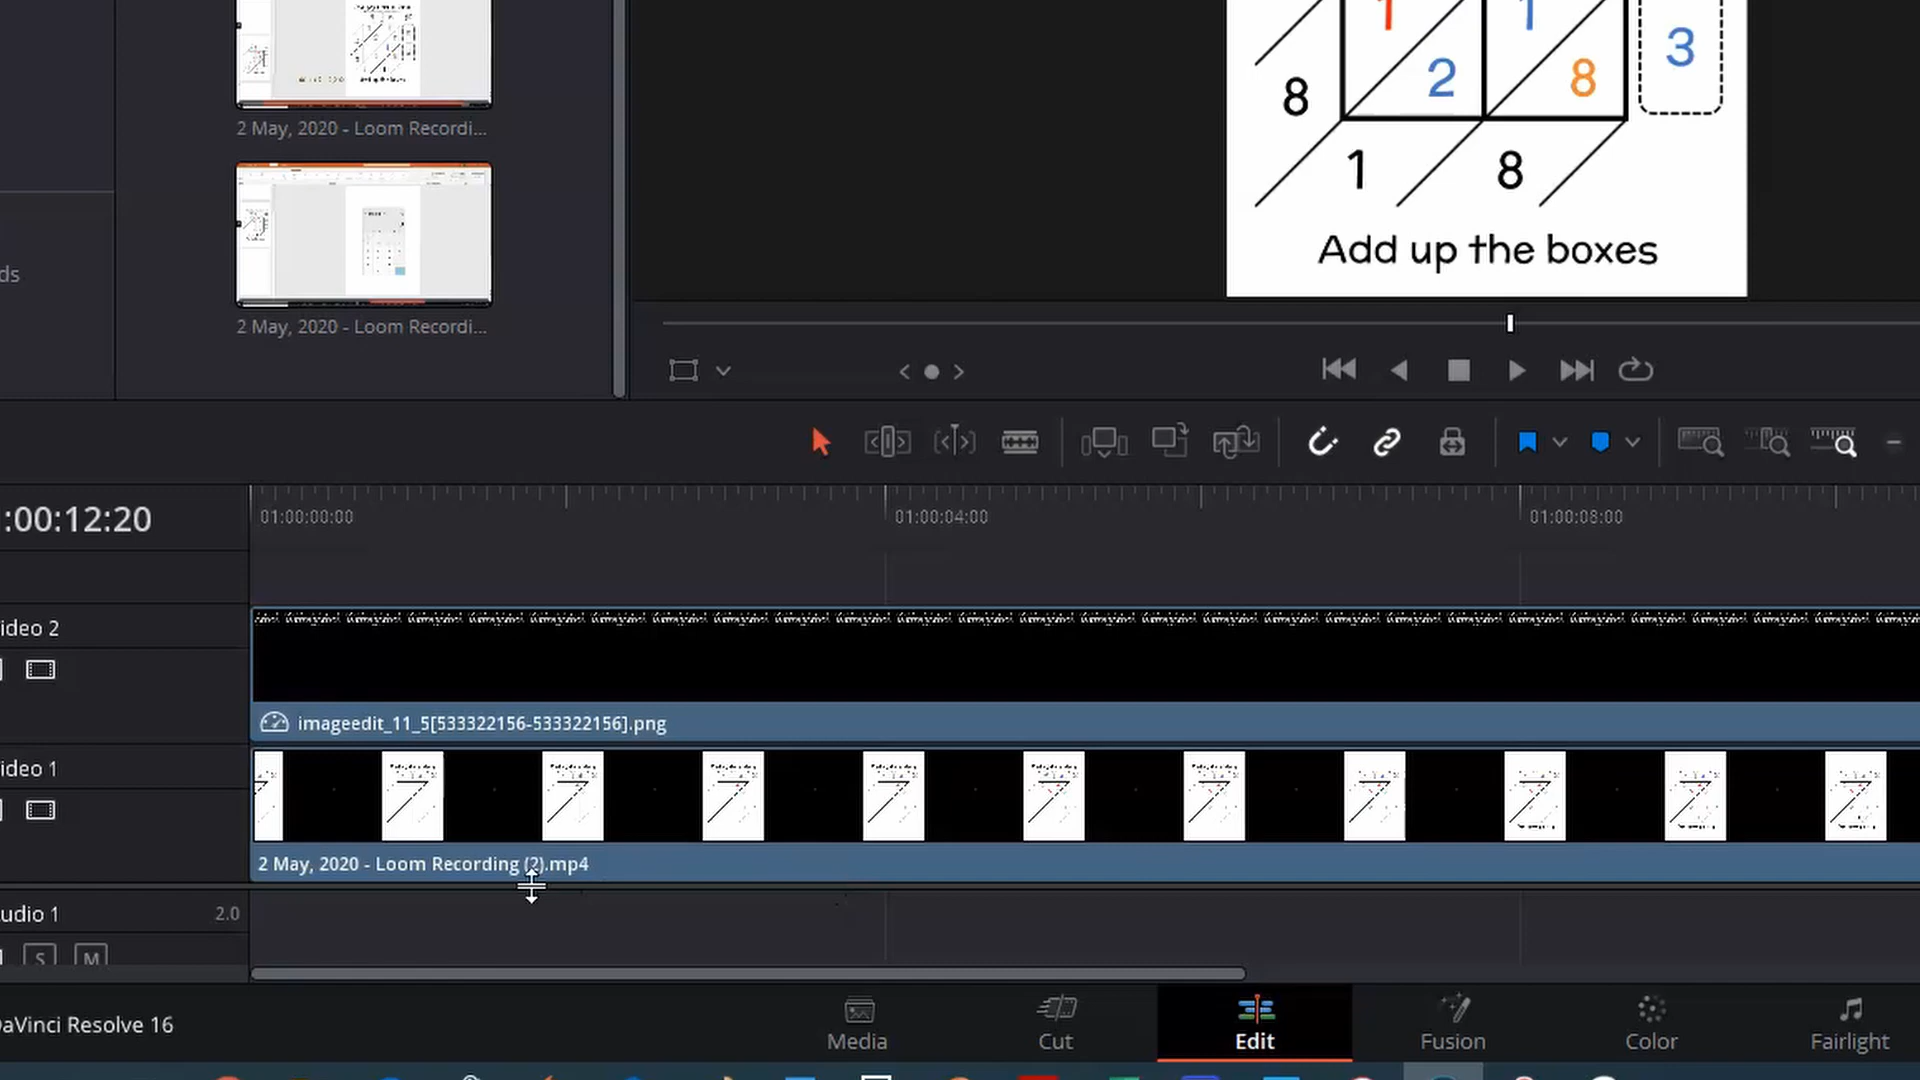 2 May, 2020 - Loom Recordi...
2 May, 2020 - Loom Recordi...
ds
1 1
2 8 3
8
1 8
Add up the boxes
:00:12:20
01:00:00:00 01:00:04:00 01:00:08:00
ideo 2
imageedit_11_5[533322156-533322156].png
ideo 1
2 May, 2020 - Loom Recording (2).mp4
udio 1 2.0
S M
aVinci Resolve 16
Media Cut Edit Fusion Color Fairlight